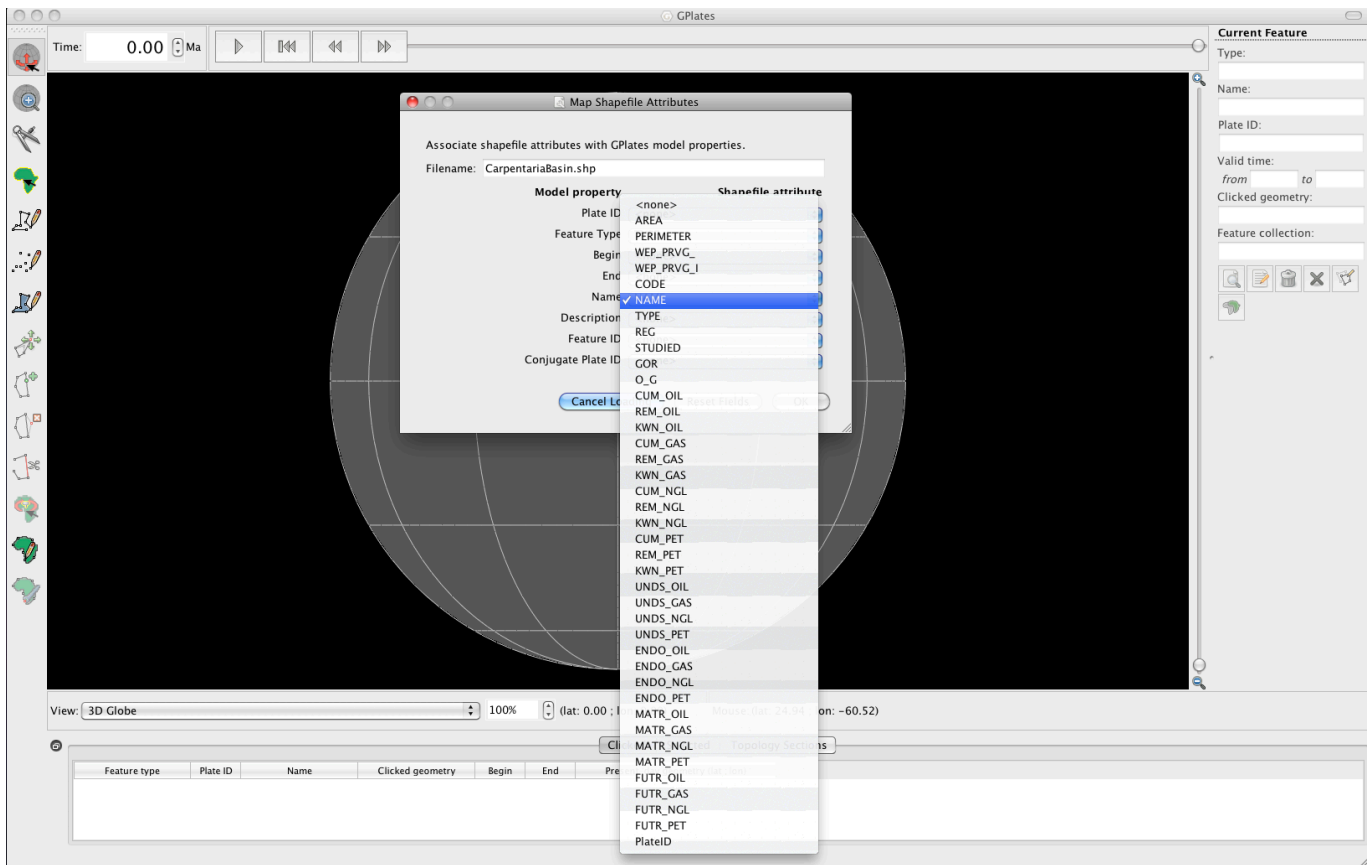 GPlates
Time: 0.00 Ma
Current Feature
Type:
Name:
Plate ID:
Valid time:
from to
Clicked geometry:
Feature collection:
Map Shapefile Attributes
Associate shapefile attributes with GPlates model properties.
Filename: CarpentariaBasin.shp
Model property Shapefile attribute
Plate ID
Feature Type
Begin
End
Name
Description
Feature ID
Conjugate Plate ID
Cancel Lo Reset Fields OK
<none>
AREA
PERIMETER
WEP_PRVG_
WEP_PRVG_I
CODE
✓ NAME
TYPE
REG
STUDIED
GOR
O_G
CUM_OIL
REM_OIL
KWN_OIL
CUM_GAS
REM_GAS
KWN_GAS
CUM_NGL
REM_NGL
KWN_NGL
CUM_PET
REM_PET
KWN_PET
UNDS_OIL
UNDS_GAS
UNDS_NGL
UNDS_PET
ENDO_OIL
ENDO_GAS
ENDO_NGL
ENDO_PET
MATR_OIL
MATR_GAS
MATR_NGL
MATR_PET
FUTR_OIL
FUTR_GAS
FUTR_NGL
FUTR_PET
PlateID
View: 3D Globe 100% (lat: 0.00 ; Mouse (lat: 24.94 on: -60.52)
Topology Sections
Feature type Plate ID Name Clicked geometry Begin End